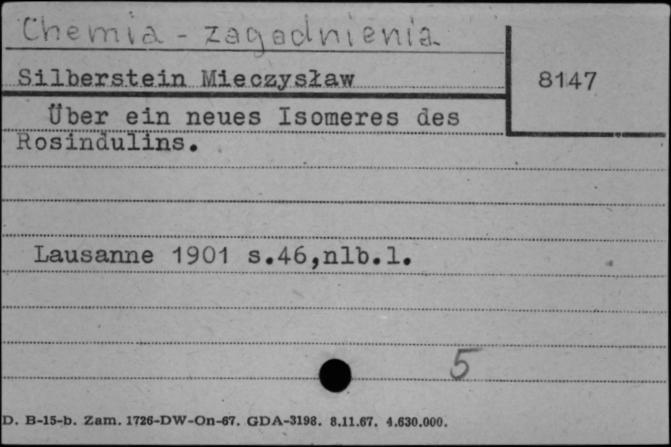 Chemia - zagadnienia
Silberstein Mieczysław
8147
Über ein neues Isomeres des
Rosindulins.
Lausanne 1901 s.46,nlb.l.
5
D. B-15-b. Zam. 1726-DW-On-67. GDA-3198. 8.11.67. 4.630.000.